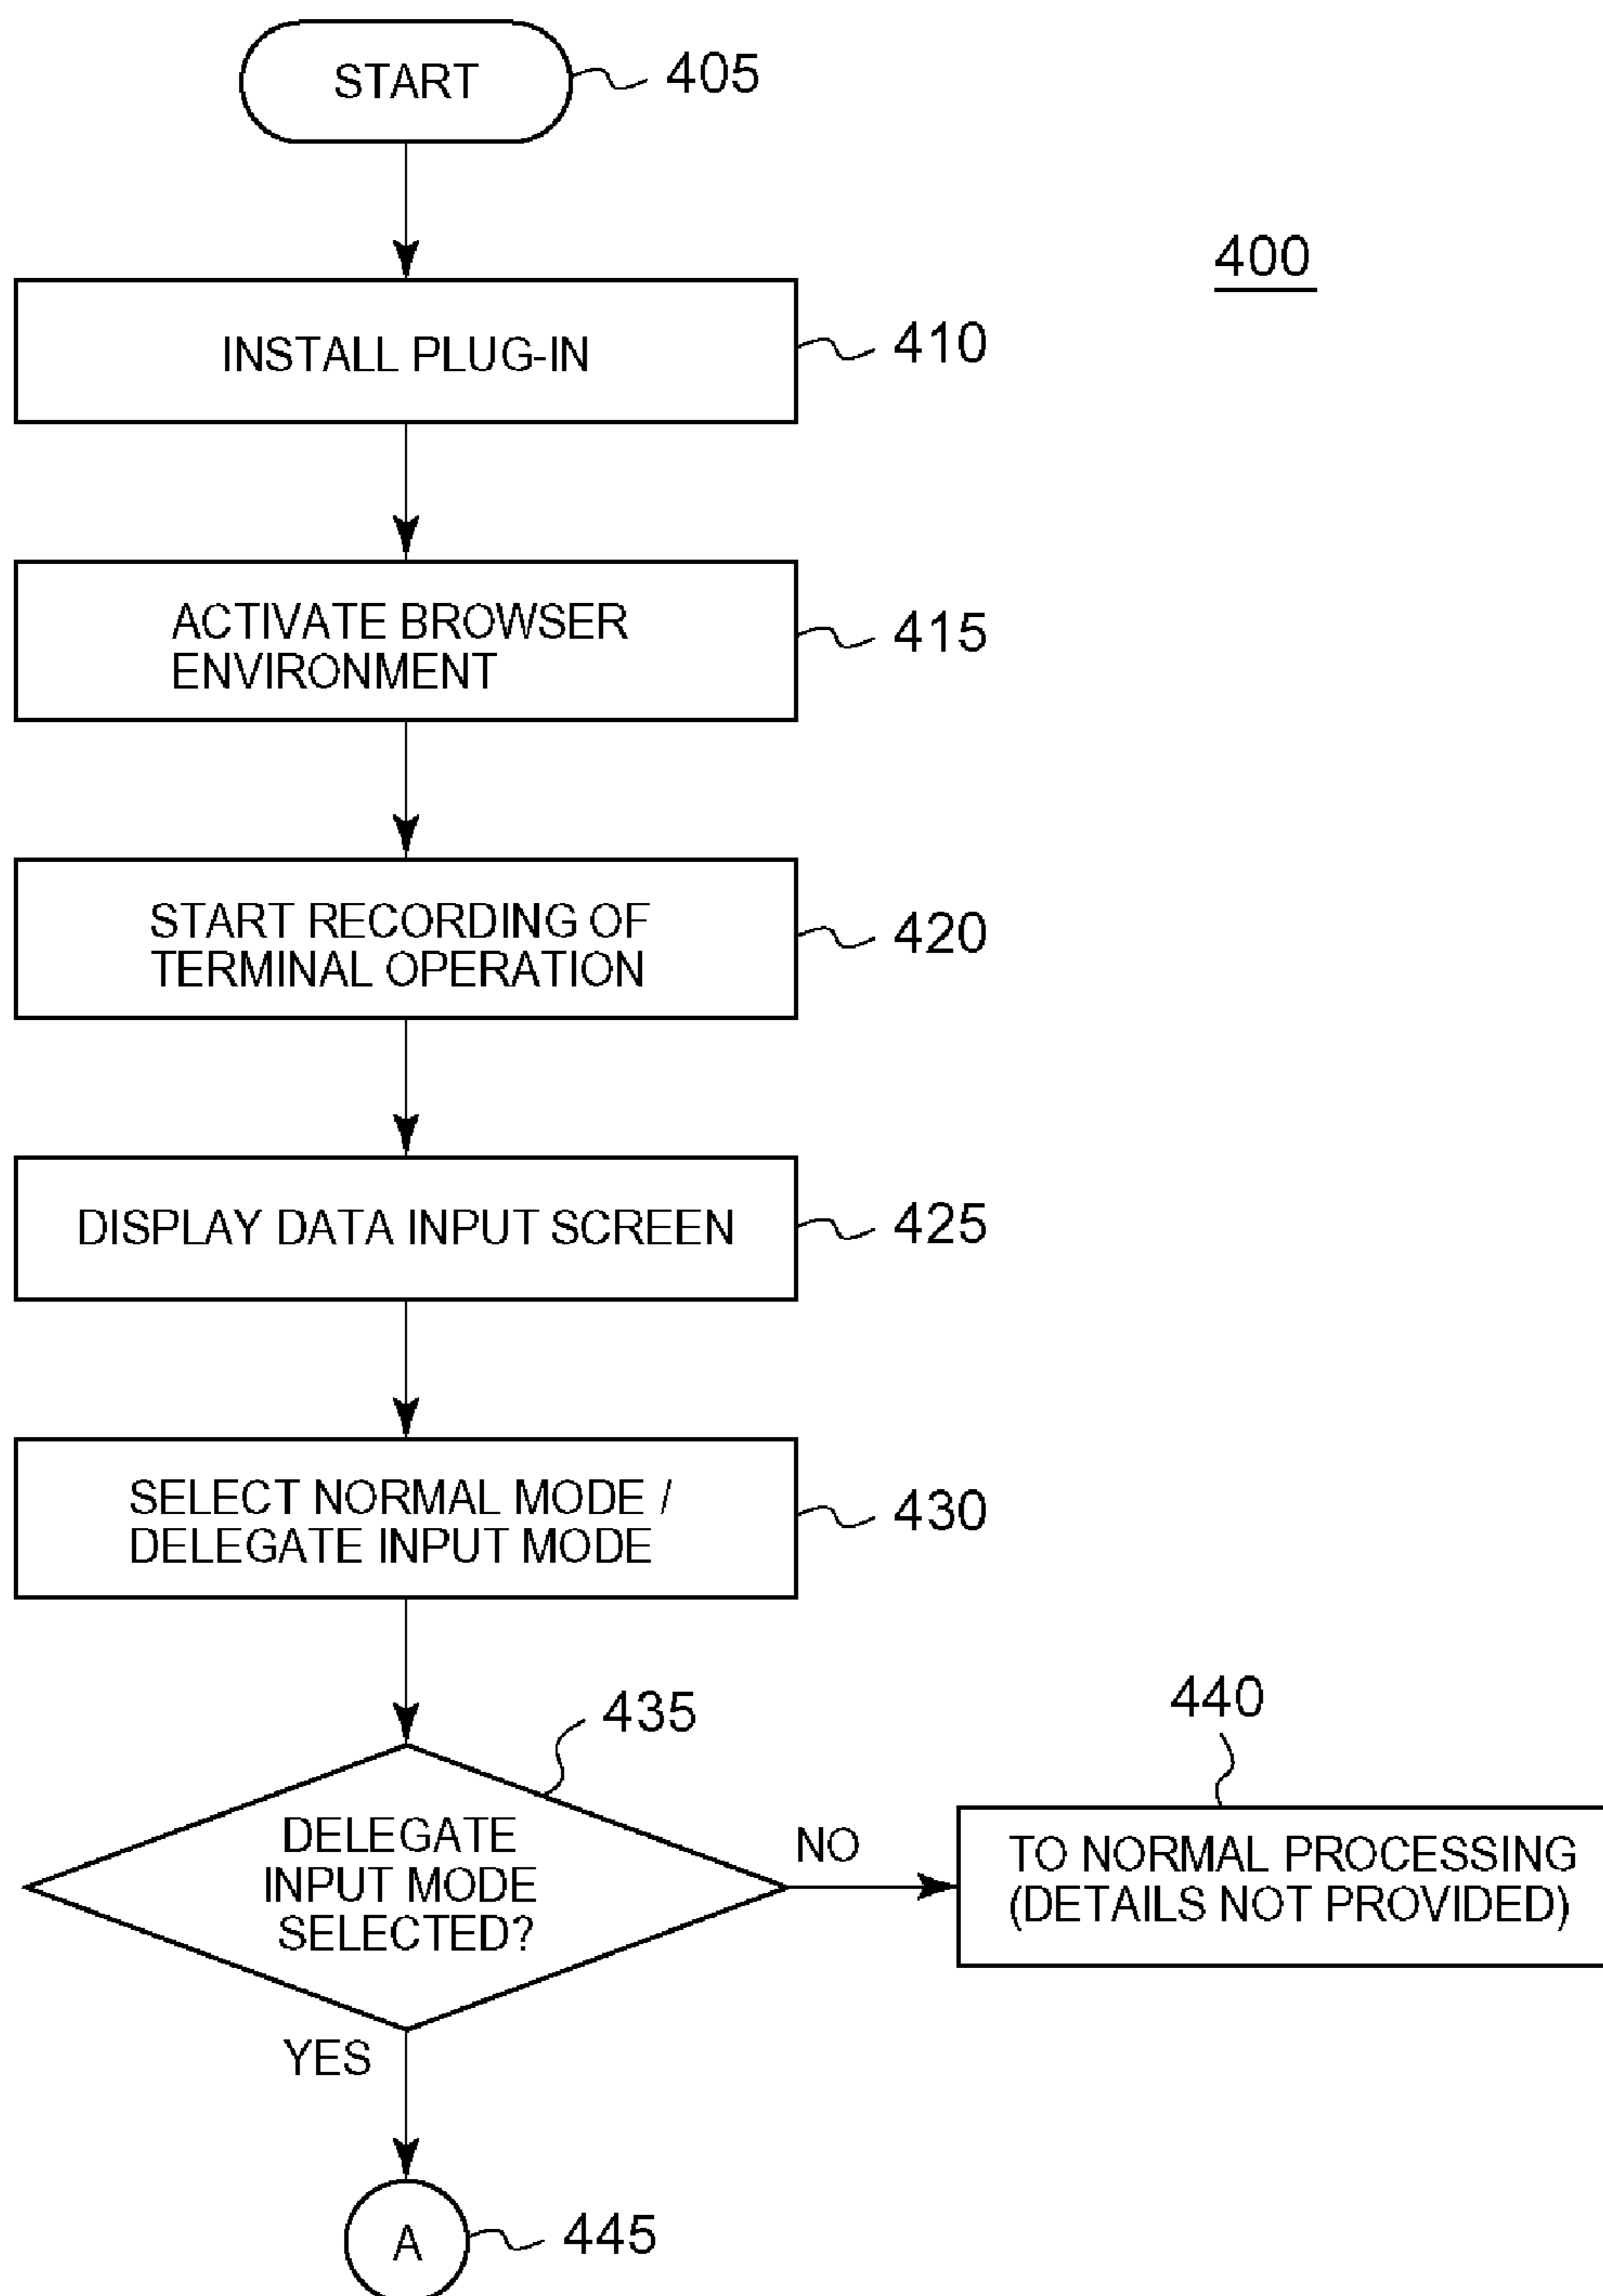 START
405
400
INSTALL PLUG-IN
410
ACTIVATE BROWSER
ENVIRONMENT
415
START RECORDING OF
TERMINAL OPERATION
420
DISPLAY DATA INPUT SCREEN
425
SELECT NORMAL MODE /
DELEGATE INPUT MODE
430
435
DELEGATE
INPUT MODE
SELECTED?
NO
440
TO NORMAL PROCESSING
(DETAILS NOT PROVIDED)
YES
A
445